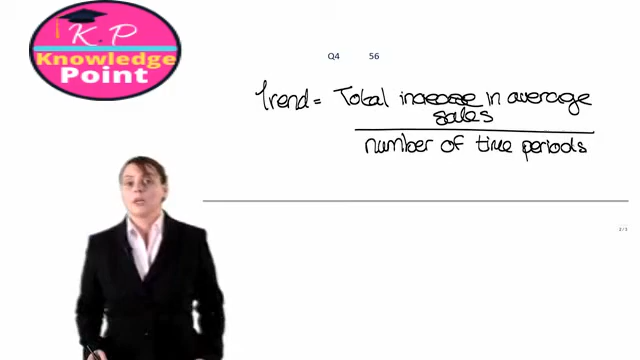 K.P
Knowledge
Point
Q4 56
Trend = Total increase in average
sales
number of time periods
2/3